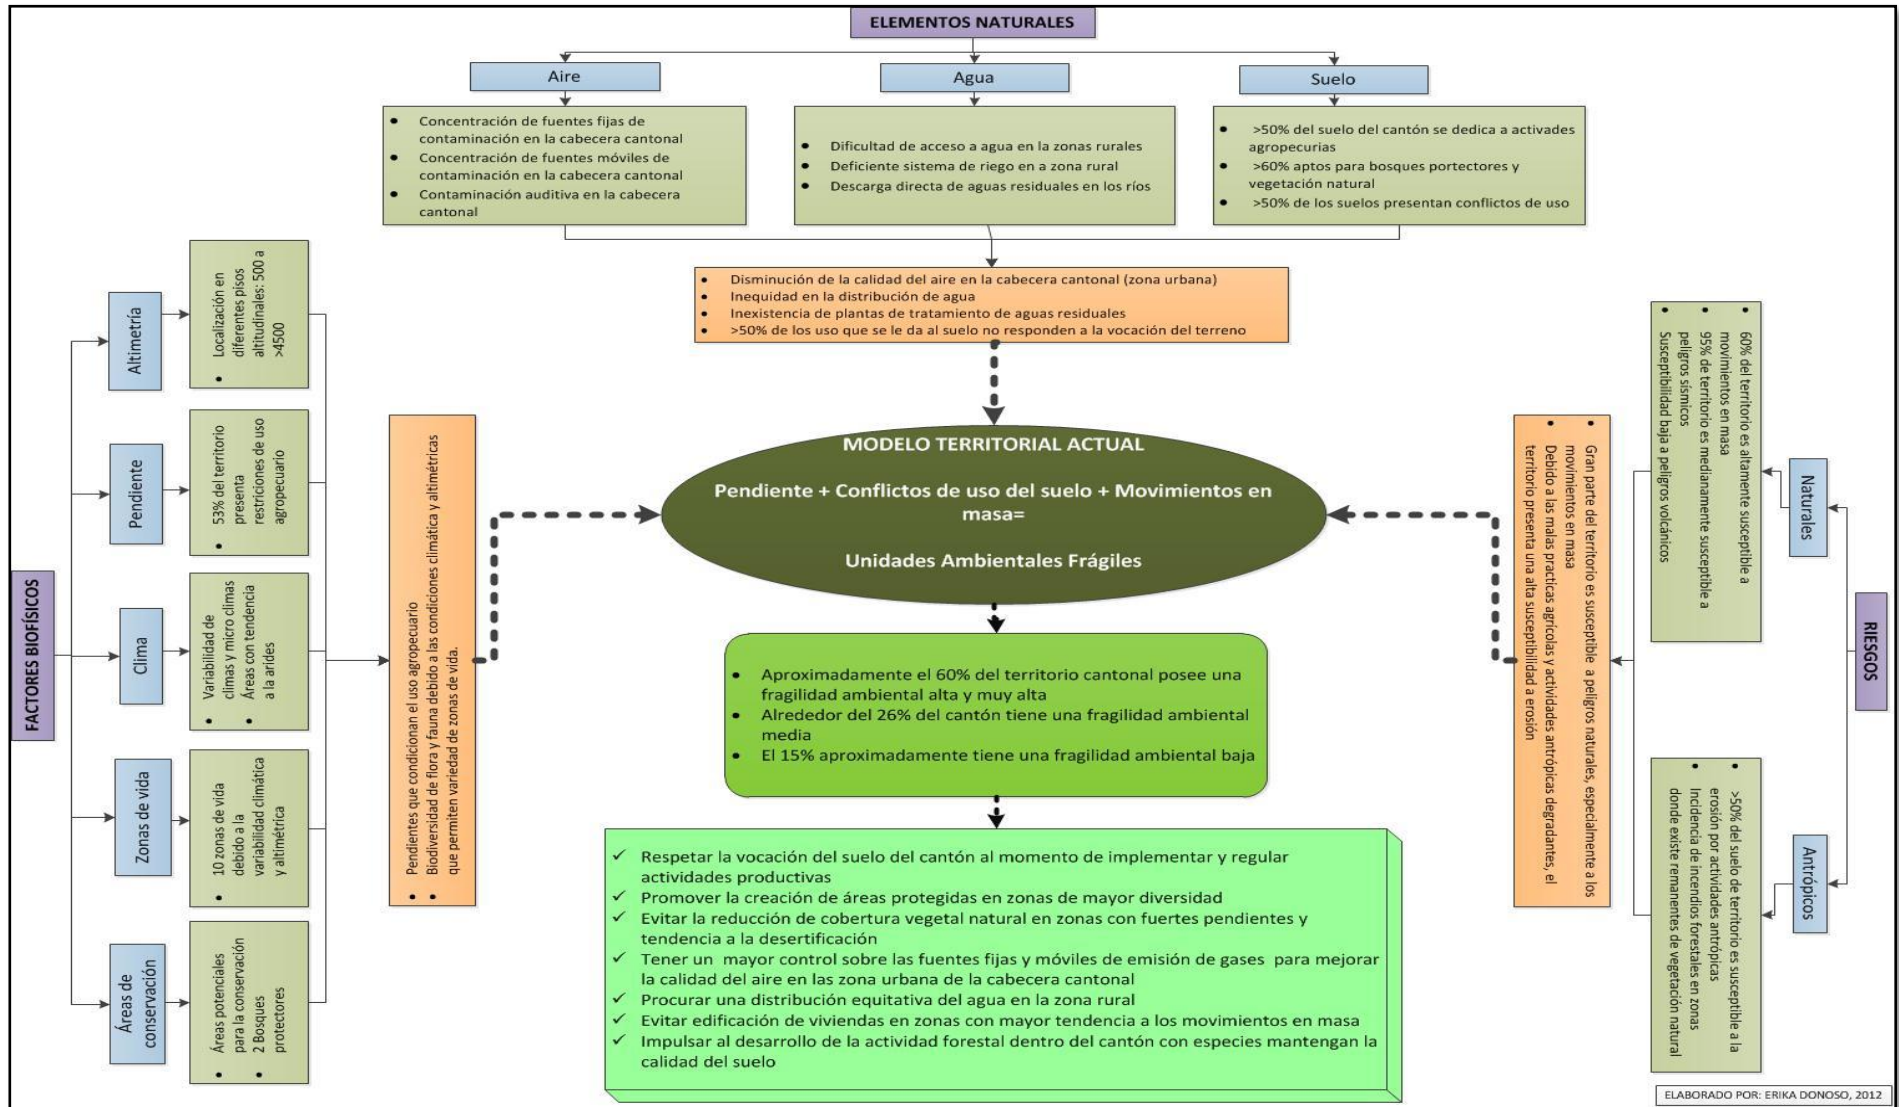 ELEMENTOS NATURALES
Aire
• Concentración de fuentes fijas de
contaminación en la cabecera cantonal
• Concentración de fuentes móviles de
contaminación en la cabecera cantonal
• Contaminación auditiva en la cabecera
cantonal
Agua
• Dificultad de acceso a agua en la zonas rurales
• Deficiente sistema de riego en a zona rural
• Descarga directa de aguas residuales en los ríos
Suelo
• >50% del suelo del cantón se dedica a activades
agropecurias
• >60% aptos para bosques portectores y
vegetación natural
• >50% de los suelos presentan conflictos de uso
• Disminución de la calidad del aire en la cabecera cantonal (zona urbana)
• Inequidad en la distribución de agua
• Inexistencia de plantas de tratamiento de aguas residuales
• >50% de los uso que se le da al suelo no responden a la vocación del terreno
FACTORES BIOFÍSICOS
Altimetría
• Localización en
diferentes pisos
altitudinales: 500 a
>4500
Pendiente
• 53% del territorio
presenta
restriciones de uso
agropecuario
Clima
• Variabilidad de
climas y micro climas
• Áreas con tendencia
a la arides
Zonas de vida
• 10 zonas de vida
debido a la
variabilidad climática
y altimétrica
Áreas de
conservación
• Áreas potenciales
para la conservación
• 2 Bosques
protectores
• Pendientes que condicionan el uso agropecuario
• Biodiversidad de flora y fauna debido a las condiciones climática y altimétricas
que permiten variedad de zonas de vida.
RIESGOS
Naturales
• 60% del territorio es altamente susceptible a
movimientos en masa
• 95% de territorio es medianamente susceptible a
peligros sísmicos
• Susceptibilidad baja a peligros volcánicos
Antrópicos
• >50% del suelo de territorio es susceptible a la
erosión por actividades antrópicas
• Incidencia de incendios forestales en zonas
donde existe remanentes de vegetación natural
• Gran parte del territorio es susceptible a peligros naturales, especialmente a los
movimientos en masa
• Debido a las malas practicas agrícolas y actividades antrópicas degradantes, el
territorio presenta una alta susceptibilidad a erosión
MODELO TERRITORIAL ACTUAL
Pendiente + Conflictos de uso del suelo + Movimientos en
masa=
Unidades Ambientales Frágiles
• Aproximadamente el 60% del territorio cantonal posee una
fragilidad ambiental alta y muy alta
• Alrededor del 26% del cantón tiene una fragilidad ambiental
media
• El 15% aproximadamente tiene una fragilidad ambiental baja
✓ Respetar la vocación del suelo del cantón al momento de implementar y regular
actividades productivas
✓ Promover la creación de áreas protegidas en zonas de mayor diversidad
✓ Evitar la reducción de cobertura vegetal natural en zonas con fuertes pendientes y
tendencia a la desertificación
✓ Tener un mayor control sobre las fuentes fijas y móviles de emisión de gases para mejorar
la calidad del aire en las zona urbana de la cabecera cantonal
✓ Procurar una distribución equitativa del agua en la zona rural
✓ Evitar edificación de viviendas en zonas con mayor tendencia a los movimientos en masa
✓ Impulsar al desarrollo de la actividad forestal dentro del cantón con especies mantengan la
calidad del suelo
ELABORADO POR: ERIKA DONOSO, 2012